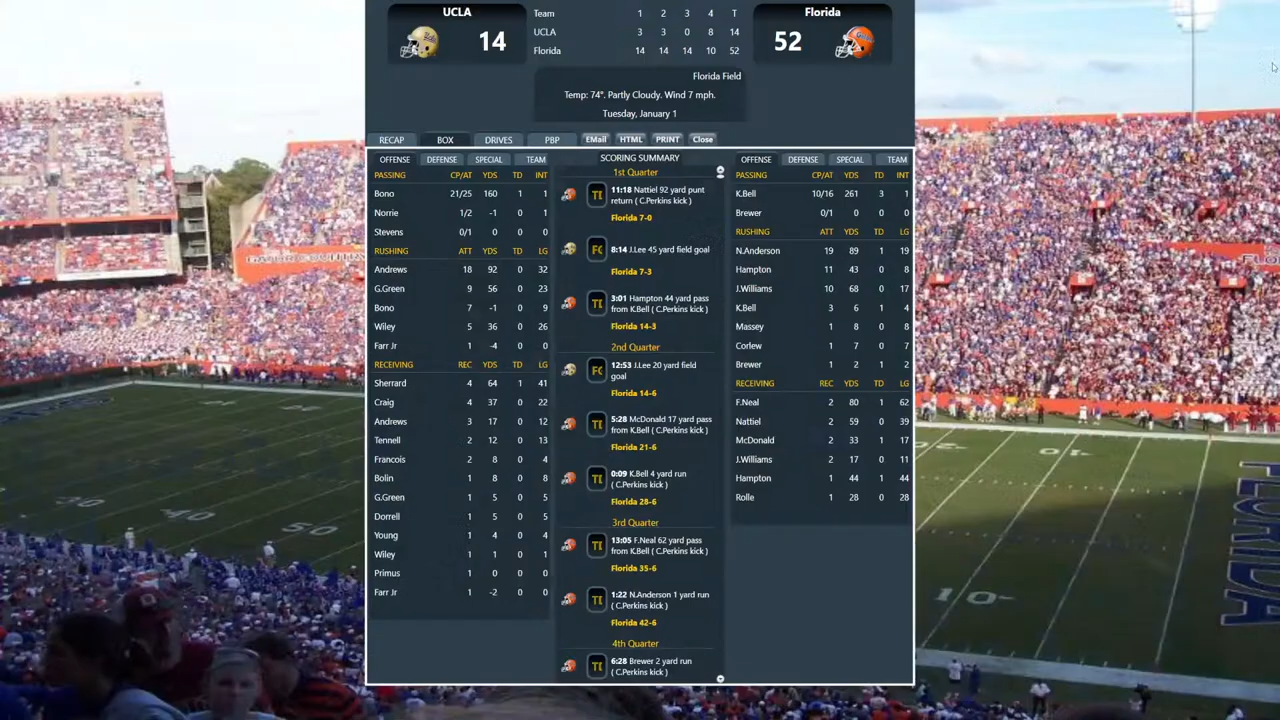 UCLA
14
Team 1 2 3 4 T
UCLA 3 3 0 8 14
Florida 14 14 14 10 52
Florida
52
Florida Field
Temp: 74°. Partly Cloudy. Wind 7 mph.
Tuesday, January 1
RECAP BOX DRIVES PBP EMail HTML PRINT Close
OFFENSE DEFENSE SPECIAL TEAM
PASSING CP/AT YDS TD INT
Bono 21/25 160 1 1
Norrie 1/2 -1 0 1
Stevens 0/1 0 0 0
RUSHING ATT YDS TD LG
Andrews 18 92 0 32
G.Green 9 56 0 23
Bono 7 -1 0 9
Wiley 5 36 0 26
Farr Jr 1 -4 0 0
RECEIVING REC YDS TD LG
Sherrard 4 64 1 41
Craig 4 37 0 22
Andrews 3 17 0 12
Tennell 2 12 0 13
Francois 2 8 0 4
Bolin 1 8 0 8
G.Green 1 5 0 5
Dorrell 1 5 0 5
Young 1 4 0 4
Wiley 1 1 0 1
Primus 1 0 0 0
Farr Jr 1 -2 0 0
SCORING SUMMARY
1st Quarter
TD 11:18 Nattiel 92 yard punt
return ( C.Perkins kick )
Florida 7-0
FG 8:14 J.Lee 45 yard field goal
Florida 7-3
TD 3:01 Hampton 44 yard pass
from K.Bell ( C.Perkins kick )
Florida 14-3
2nd Quarter
FG 12:53 J.Lee 20 yard field
goal
Florida 14-6
TD 5:28 McDonald 17 yard pass
from K.Bell ( C.Perkins kick )
Florida 21-6
TD 0:09 K.Bell 4 yard run
( C.Perkins kick )
Florida 28-6
3rd Quarter
TD 13:05 F.Neal 62 yard pass
from K.Bell ( C.Perkins kick )
Florida 35-6
TD 1:22 N.Anderson 1 yard run
( C.Perkins kick )
Florida 42-6
4th Quarter
TD 6:28 Brewer 2 yard run
( C.Perkins kick )
OFFENSE DEFENSE SPECIAL TEAM
PASSING CP/AT YDS TD INT
K.Bell 10/16 261 3 1
Brewer 0/1 0 0 0
RUSHING ATT YDS TD LG
N.Anderson 19 89 1 19
Hampton 11 43 0 8
J.Williams 10 68 0 17
K.Bell 3 6 1 4
Massey 1 8 0 8
Corlew 1 7 0 7
Brewer 1 2 1 2
RECEIVING REC YDS TD LG
F.Neal 2 80 1 62
Nattiel 2 59 0 39
McDonald 2 33 1 17
J.Williams 2 17 0 11
Hampton 1 44 1 44
Rolle 1 28 0 28
GATOR COUNTRY
FLORIDA
50
10